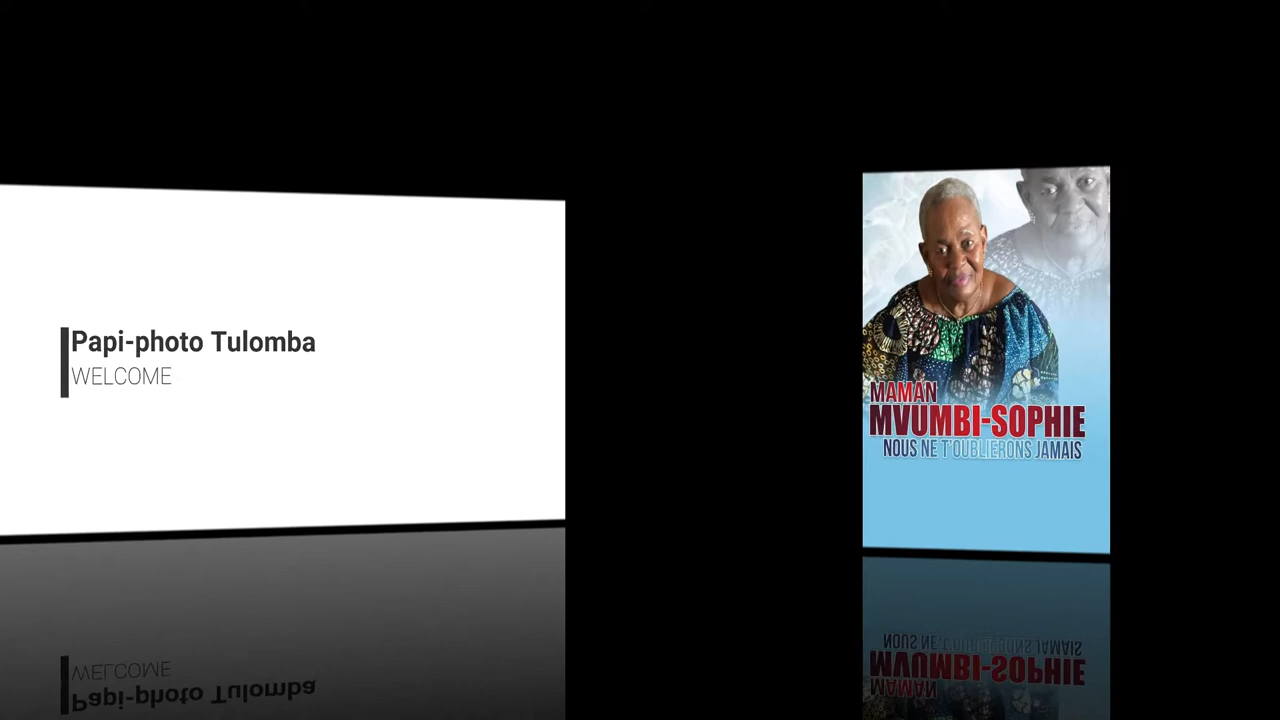 Papi-photo Tulomba
WELCOME
MAMAN
MVUMBI-SOPHIE
NOUS NE T'OUBLIERONS JAMAIS